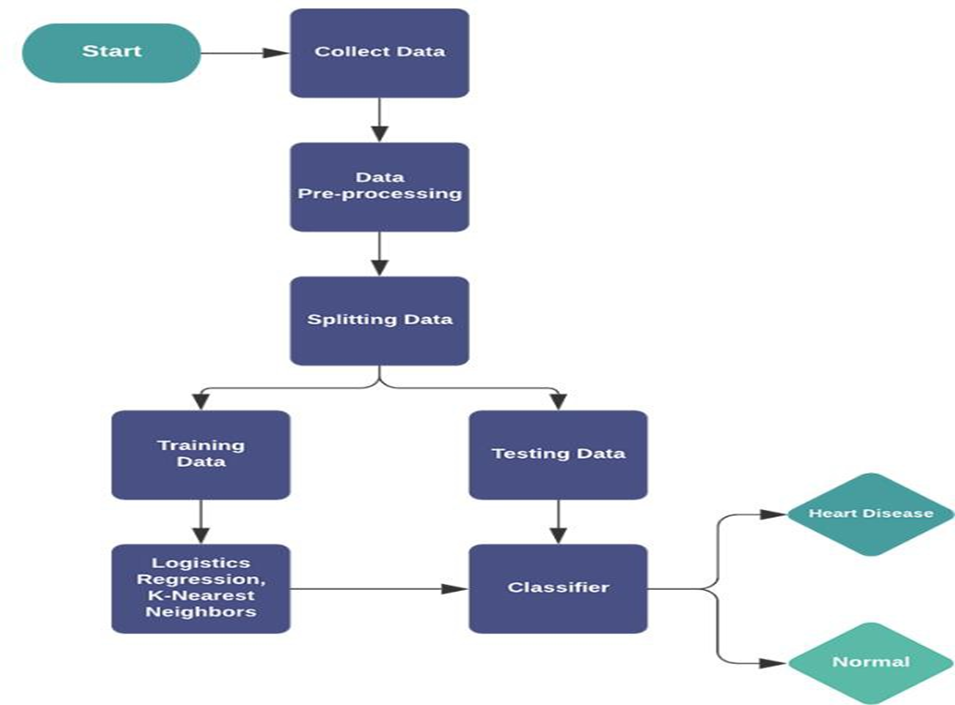 Start
Collect Data
Data
Pre-processing
Splitting Data
Training
Data
Testing Data
Logistics
Regression,
K-Nearest
Neighbors
Classifier
Heart Disease
Normal